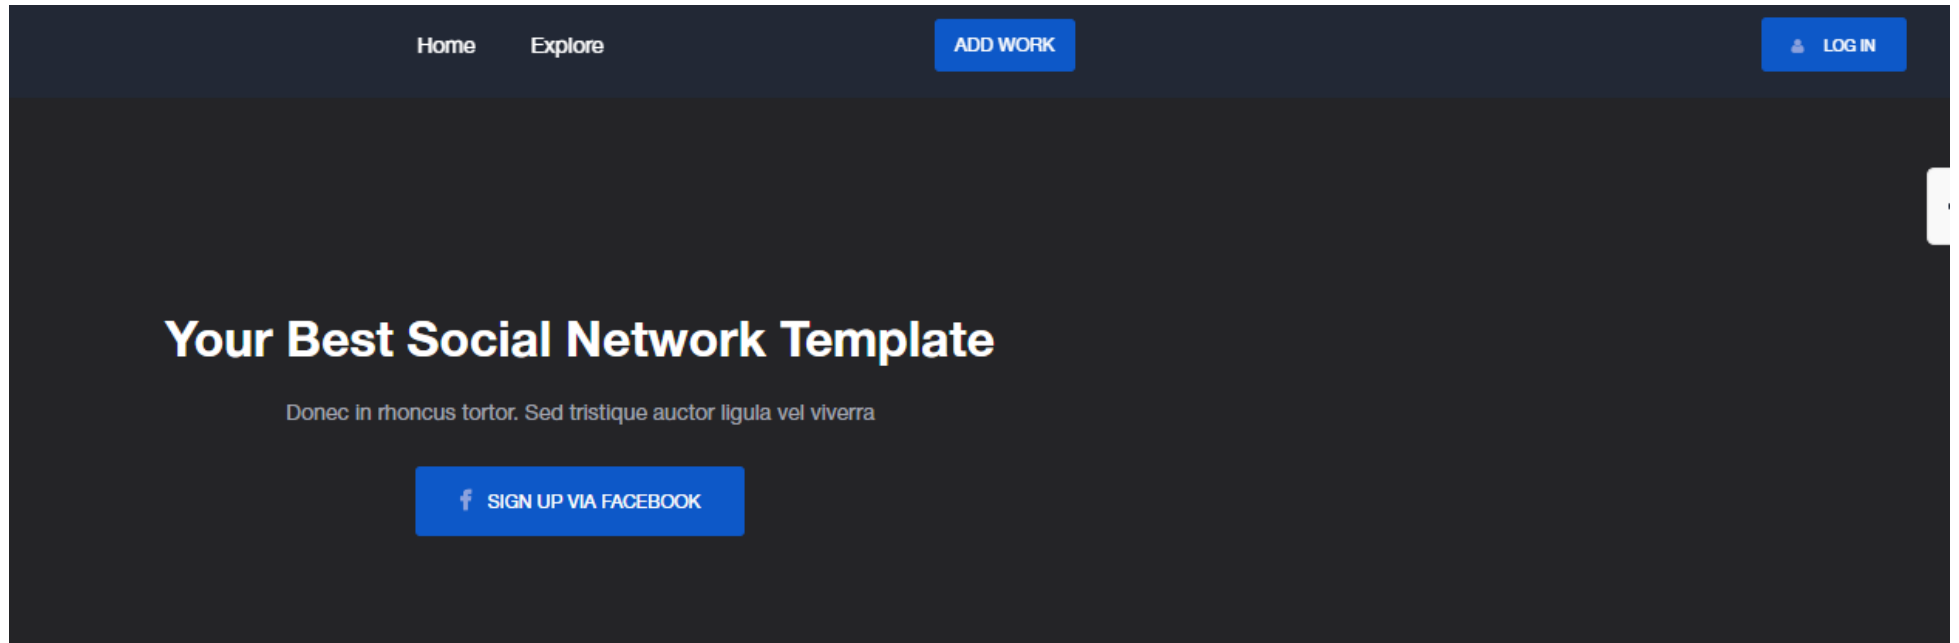 Home Explore ADD WORK LOG IN
Your Best Social Network Template
Donec in rhoncus tortor. Sed tristique auctor ligula vel viverra
SIGN UP VIA FACEBOOK